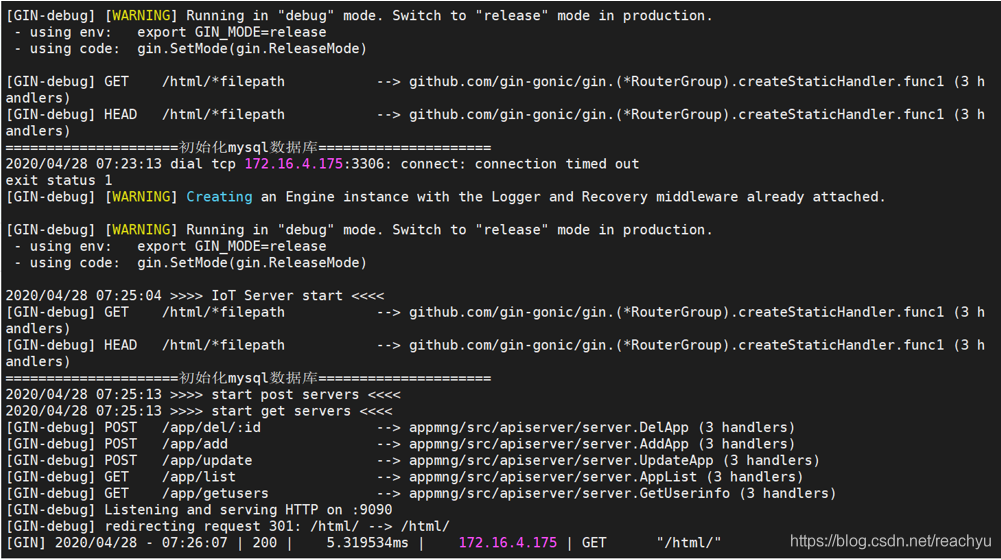 [GIN-debug] [WARNING] Running in "debug" mode. Switch to "release" mode in production.
 - using env:   export GIN_MODE=release
 - using code:  gin.SetMode(gin.ReleaseMode)
[GIN-debug] GET    /html/*filepath           --> github.com/gin-gonic/gin.(*RouterGroup).createStaticHandler.func1 (3 h
andlers)
[GIN-debug] HEAD   /html/*filepath           --> github.com/gin-gonic/gin.(*RouterGroup).createStaticHandler.func1 (3 h
andlers)
=====================初始化mysql数据库=====================
2020/04/28 07:23:13 dial tcp 172.16.4.175:3306: connect: connection timed out
exit status 1
[GIN-debug] [WARNING] Creating an Engine instance with the Logger and Recovery middleware already attached.
[GIN-debug] [WARNING] Running in "debug" mode. Switch to "release" mode in production.
 - using env:   export GIN_MODE=release
 - using code:  gin.SetMode(gin.ReleaseMode)
2020/04/28 07:25:04 >>>> IoT Server start <<<<
[GIN-debug] GET    /html/*filepath           --> github.com/gin-gonic/gin.(*RouterGroup).createStaticHandler.func1 (3 h
andlers)
[GIN-debug] HEAD   /html/*filepath           --> github.com/gin-gonic/gin.(*RouterGroup).createStaticHandler.func1 (3 h
andlers)
=====================初始化mysql数据库=====================
2020/04/28 07:25:13 >>>> start post servers <<<<
2020/04/28 07:25:13 >>>> start get servers <<<<
[GIN-debug] POST   /app/del/:id              --> appmng/src/apiserver/server.DelApp (3 handlers)
[GIN-debug] POST   /app/add                  --> appmng/src/apiserver/server.AddApp (3 handlers)
[GIN-debug] POST   /app/update               --> appmng/src/apiserver/server.UpdateApp (3 handlers)
[GIN-debug] GET    /app/list                 --> appmng/src/apiserver/server.AppList (3 handlers)
[GIN-debug] GET    /app/getusers             --> appmng/src/apiserver/server.GetUserinfo (3 handlers)
[GIN-debug] Listening and serving HTTP on :9090
[GIN-debug] redirecting request 301: /html/ --> /html/
[GIN] 2020/04/28 - 07:26:07 | 200 |    5.319534ms |    172.16.4.175 | GET      "/html/"
https://blog.csdn.net/reachyu